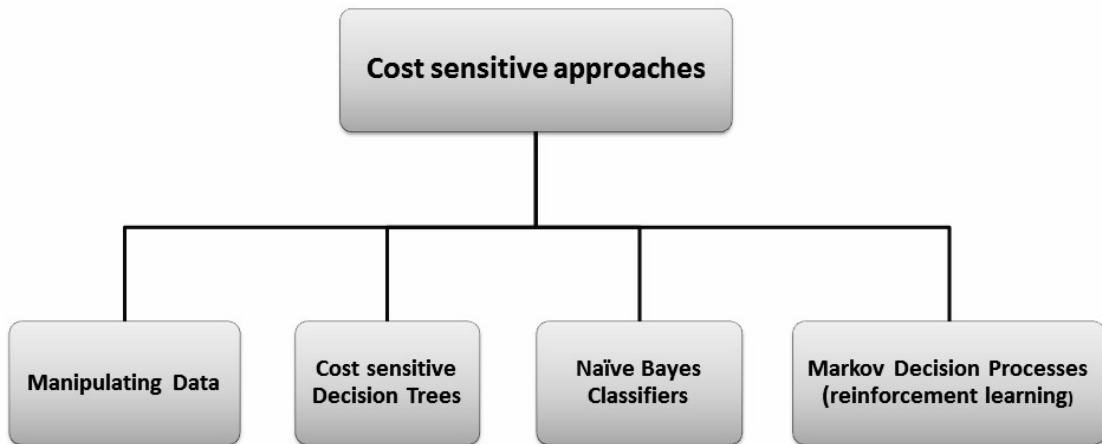 Cost sensitive approaches
Manipulating Data
Cost sensitive
Decision Trees
Naïve Bayes
Classifiers
Markov Decision Processes
(reinforcement learning)